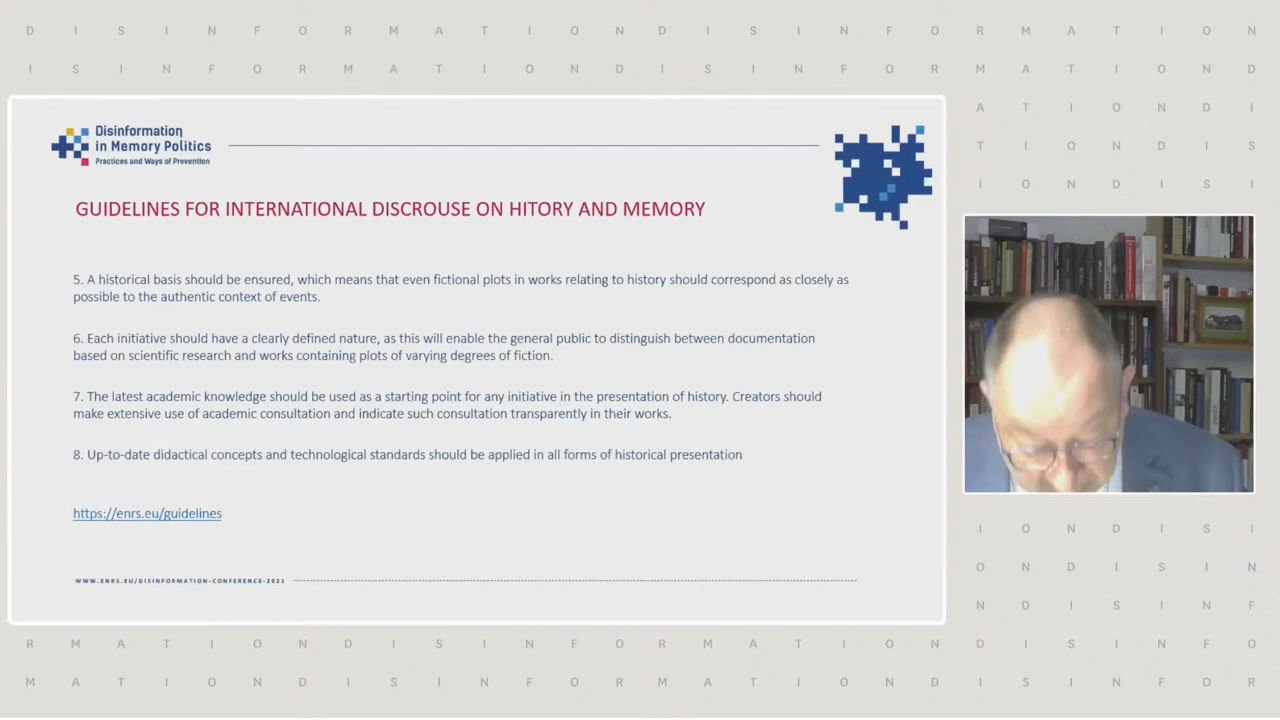 D I S I N F O R M A T I O N D I S I N F O R M A T I O N
I S I N F O R M A T I O N D I S I N F O R M A T I O N D
A T I O N D I
T I O N D I S
I O N D I S I
Disinformation
in Memory Politics
Practices and Ways of Prevention
GUIDELINES FOR INTERNATIONAL DISCROUSE ON HITORY AND MEMORY
5. A historical basis should be ensured, which means that even fictional plots in works relating to history should correspond as closely as
possible to the authentic context of events.
6. Each initiative should have a clearly defined nature, as this will enable the general public to distinguish between documentation
based on scientific research and works containing plots of varying degrees of fiction.
7. The latest academic knowledge should be used as a starting point for any initiative in the presentation of history. Creators should
make extensive use of academic consultation and indicate such consultation transparently in their works.
8. Up-to-date didactical concepts and technological standards should be applied in all forms of historical presentation
https://enrs.eu/guidelines
WWW.ENRS.EU/DISINFORMATION-CONFERENCE-2021
I O N D I S I
O N D I S I N
N D I S I N F
R M A T I O N D I S I N F O R M A T I O N D I S I N F O
M A T I O N D I S I N F O R M A T I O N D I S I N F O R